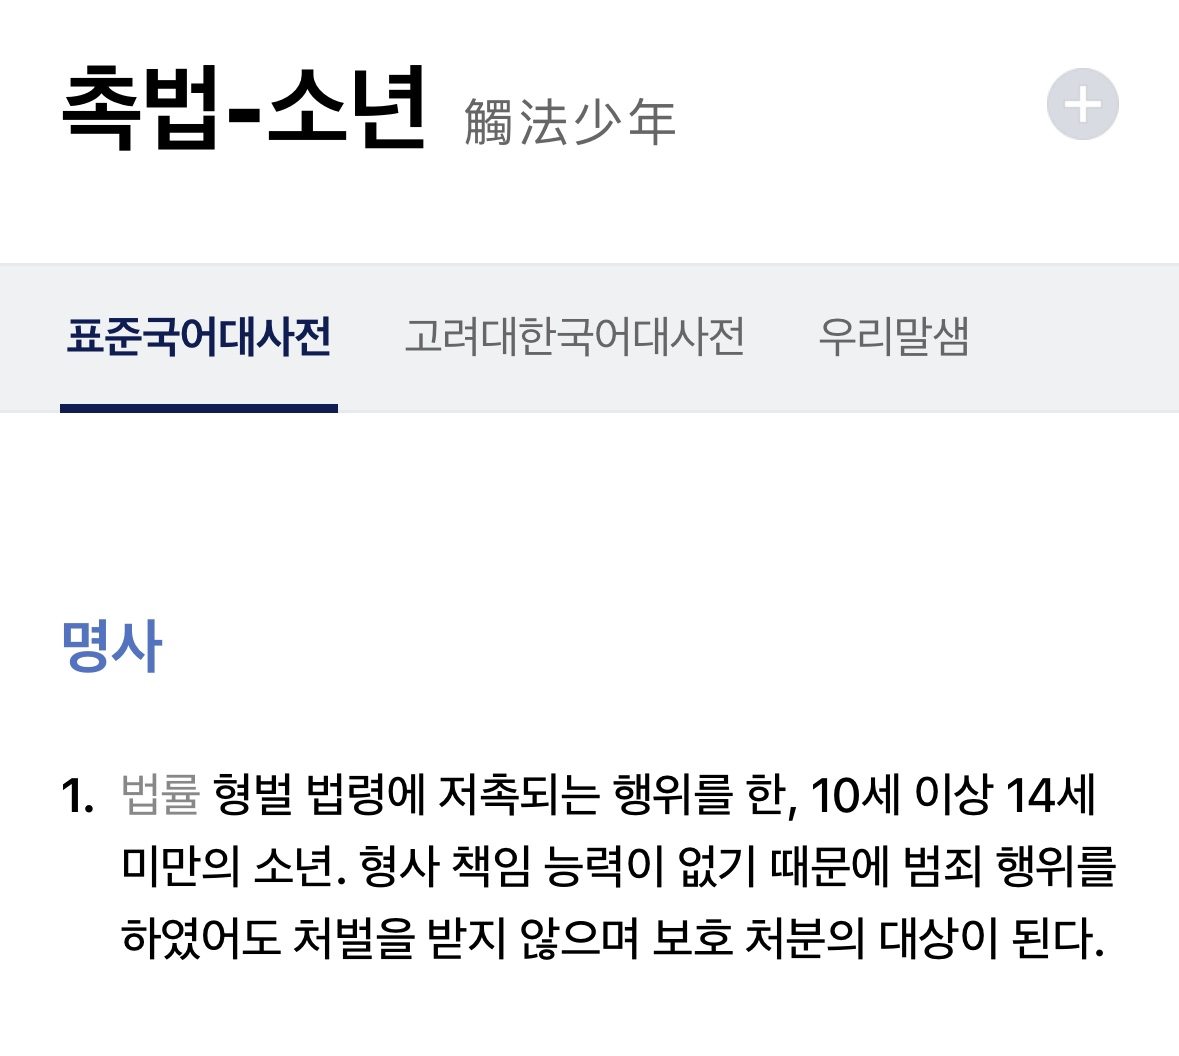 촉법-소년 觸法少年
표준국어대사전 고려대한국어대사전 우리말샘
명사
1. 법률 형벌 법령에 저촉되는 행위를 한, 10세 이상 14세
미만의 소년. 형사 책임 능력이 없기 때문에 범죄 행위를
하였어도 처벌을 받지 않으며 보호 처분의 대상이 된다.